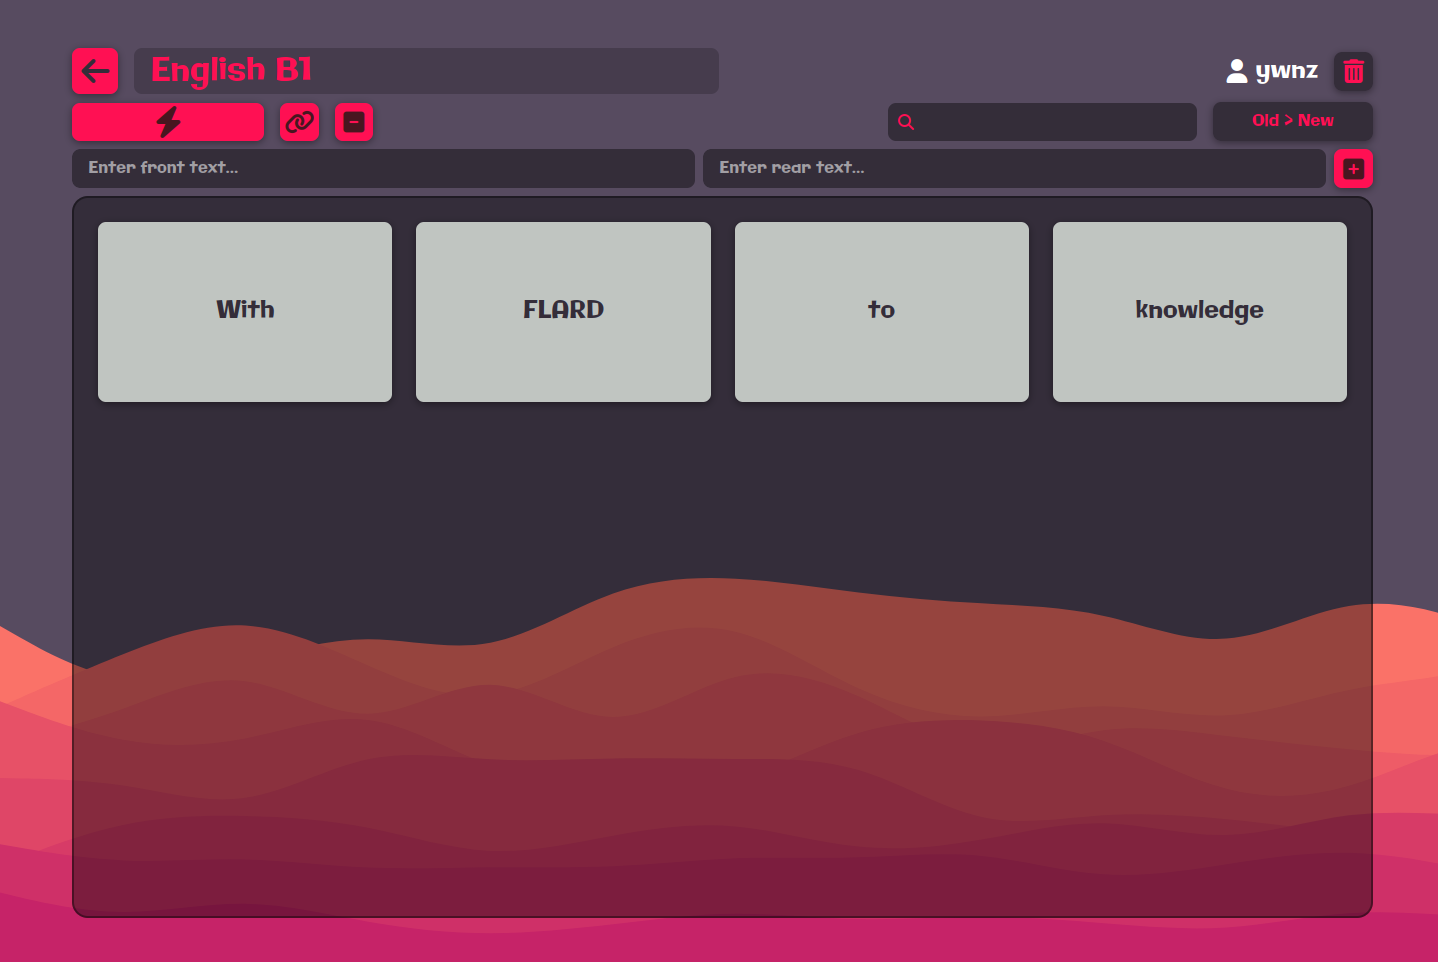 English B1
ywnz
Old > New
Enter front text...
Enter rear text...
With
FLARD
to
knowledge